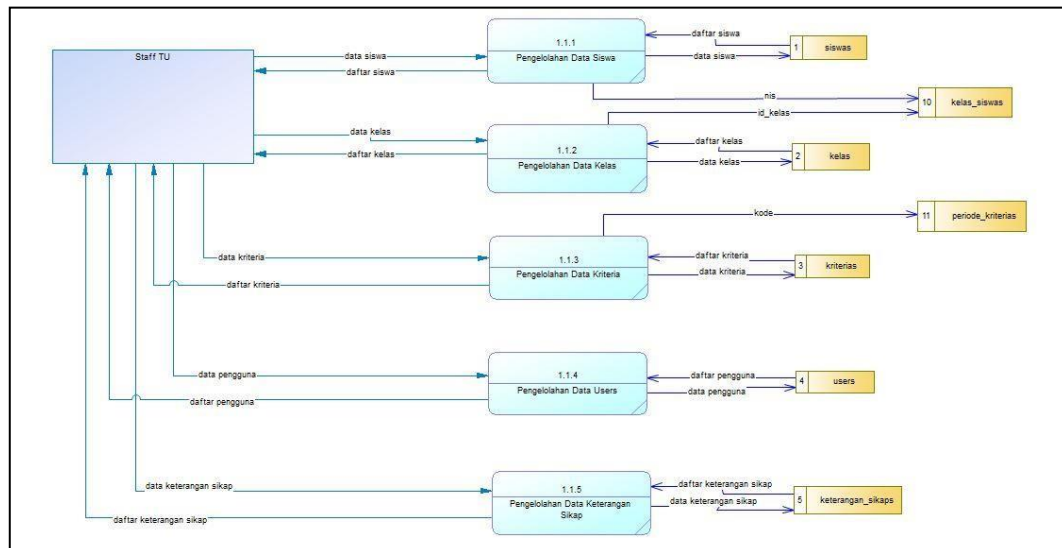 Staff TU
data siswa
daftar siswa
1.1.1
Pengelolahan Data Siswa
daftar siswa
data siswa
1
siswas
nis
id_kelas
10
kelas_siswas
data kelas
daftar kelas
1.1.2
Pengelolahan Data Kelas
daftar kelas
data kelas
2
kelas
kode
11
periode_kriterias
data kriteria
daftar kriteria
1.1.3
Pengelolahan Data Kriteria
daftar kriteria
data kriteria
3
kriterias
data pengguna
daftar pengguna
1.1.4
Pengelolahan Data Users
daftar pengguna
data pengguna
4
users
data keterangan sikap
daftar keterangan sikap
1.1.5
Pengelolahan Data Keterangan
Sikap
daftar keterangan sikap
data keterangan sikap
5
keterangan_sikaps